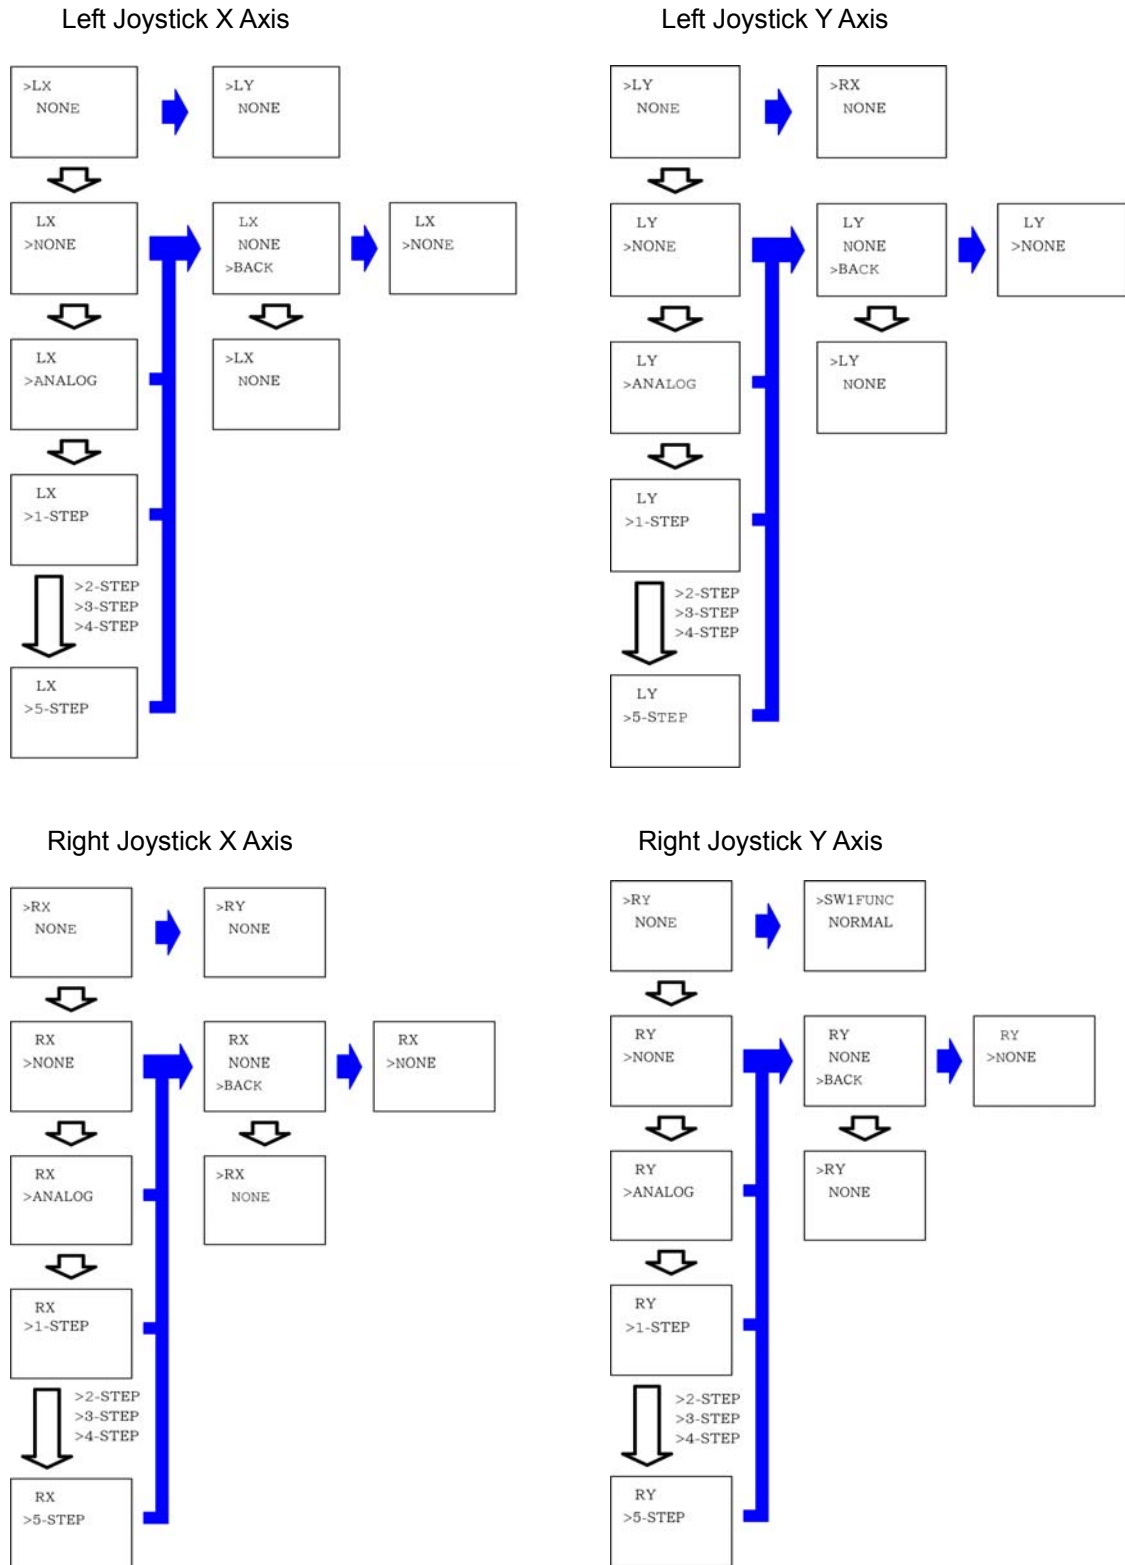 Left Joystick X Axis
>LX
NONE
>LY
NONE
LX
>NONE
LX
NONE
>BACK
LX
>NONE
LX
>ANALOG
>LX
NONE
LX
>1-STEP
>2-STEP
>3-STEP
>4-STEP
LX
>5-STEP
Left Joystick Y Axis
>LY
NONE
>RX
NONE
LY
>NONE
LY
NONE
>BACK
LY
>NONE
LY
>ANALOG
>LY
NONE
LY
>1-STEP
>2-STEP
>3-STEP
>4-STEP
LY
>5-STEP
Right Joystick X Axis
>RX
NONE
>RY
NONE
RX
>NONE
RX
NONE
>BACK
RX
>NONE
RX
>ANALOG
>RX
NONE
RX
>1-STEP
>2-STEP
>3-STEP
>4-STEP
RX
>5-STEP
Right Joystick Y Axis
>RY
NONE
>SW1FUNC
NORMAL
RY
>NONE
RY
NONE
>BACK
RY
>NONE
RY
>ANALOG
>RY
NONE
RY
>1-STEP
>2-STEP
>3-STEP
>4-STEP
RY
>5-STEP